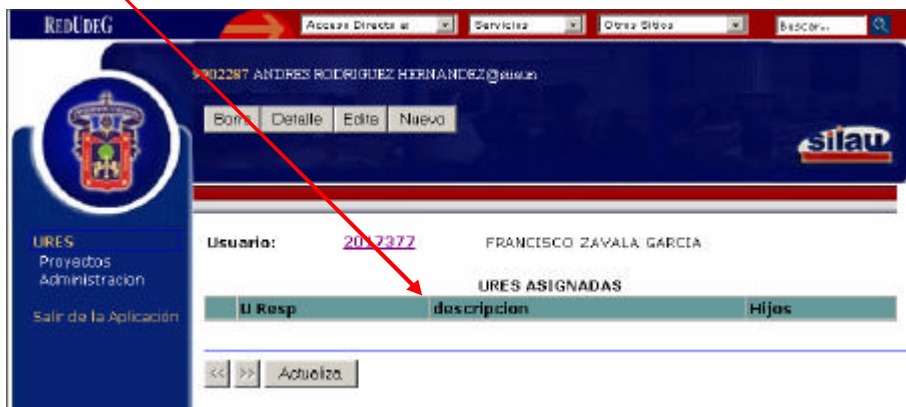 REDUDEG Acceso Directo a: Servicios Otros Sitios Buscar...
9902287 ANDRES RODRIGUEZ HERNANDEZ@siiau.n
Borra Detalle Edita Nuevo
siiau
URES
Proyectos
Administracion
Salir de la Aplicación
Usuario: 2017377 FRANCISCO ZAVALA GARCIA
URES ASIGNADAS
U Resp descripcion Hijos
<< >> Actualiza